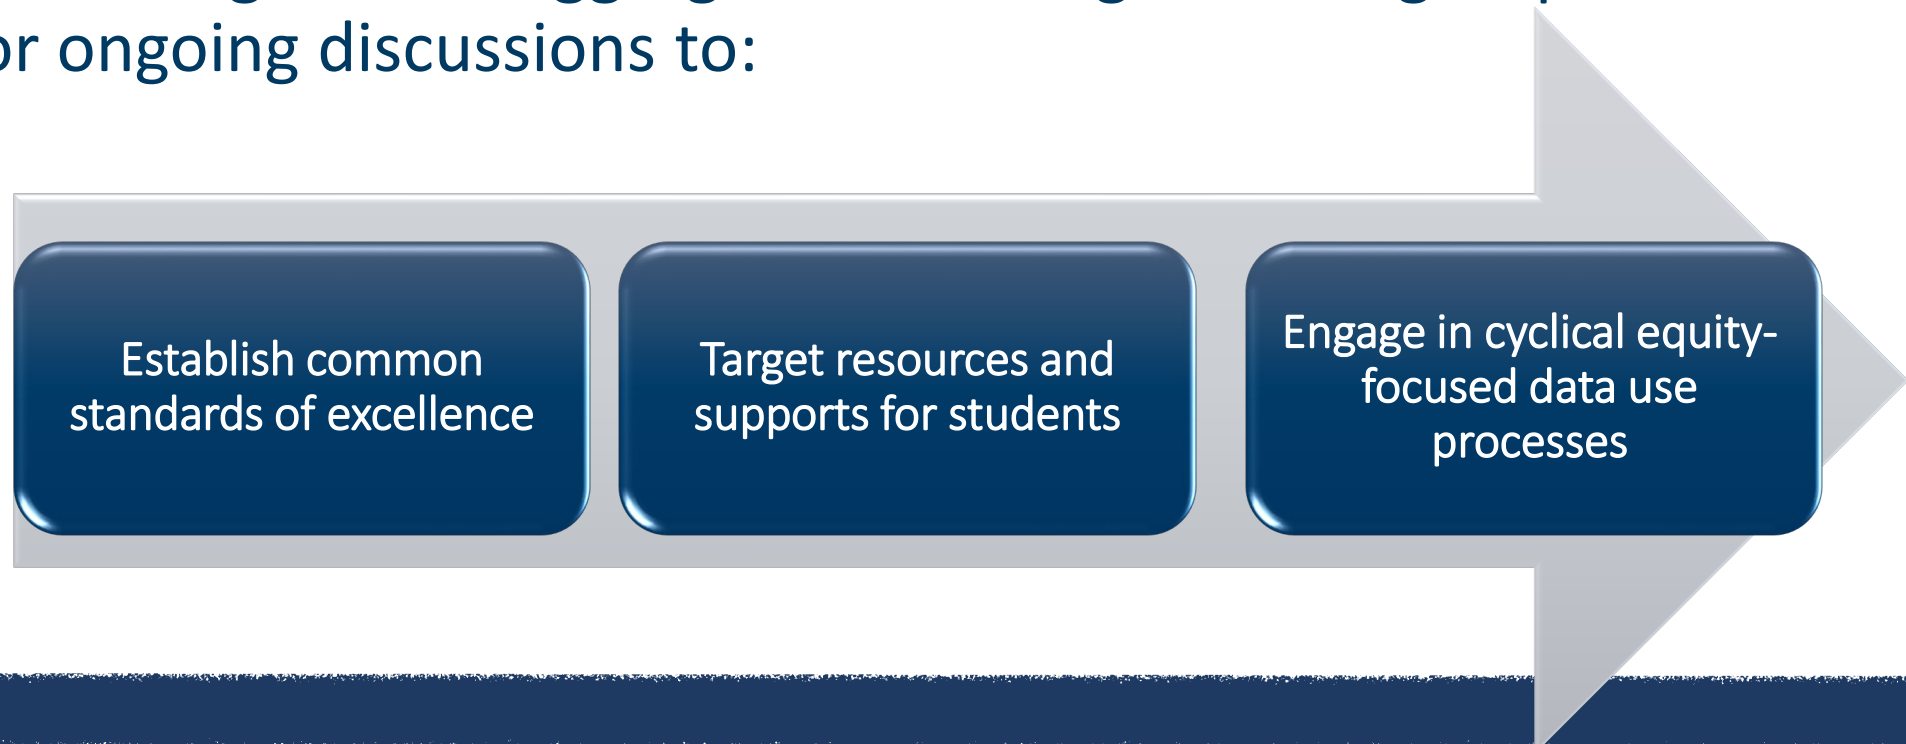 or ongoing discussions to:
Establish common
standards of excellence
Target resources and
supports for students
Engage in cyclical equity-
focused data use
processes